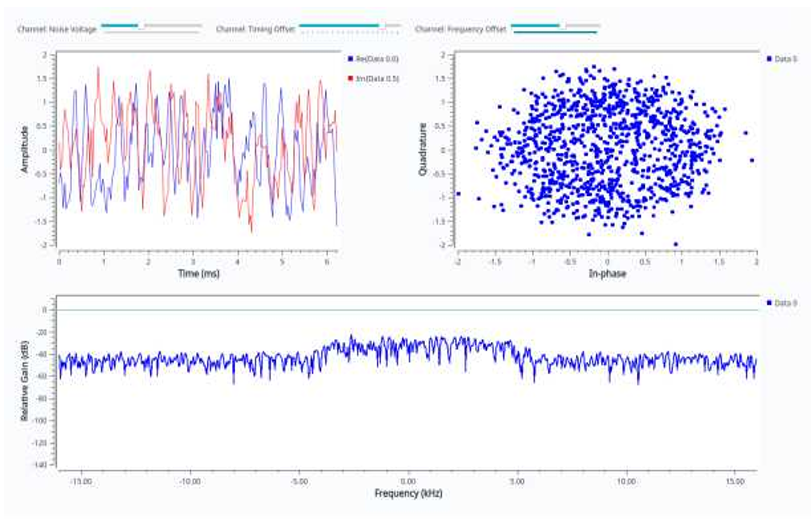 Channel: Noise Voltage
Channel: Timing Offset
Channel: Frequency Offset
2
1.5
1
0.5
0
-0.5
-1
-1.5
-2
Amplitude
0 1 2 3 4 5 6
Time (ms)
Re{Data 0.0}
Im{Data 0.5}
2
1.5
1
0.5
0
-0.5
-1
-1.5
-2
Quadrature
-2 -1.5 -1 -0.5 0 0.5 1 1.5 2
In-phase
Data 0
0
-20
-40
-60
-80
-100
-120
-140
Relative Gain (dB)
-15.00 -10.00 -5.00 0.00 5.00 10.00 15.00
Frequency (kHz)
Data 0